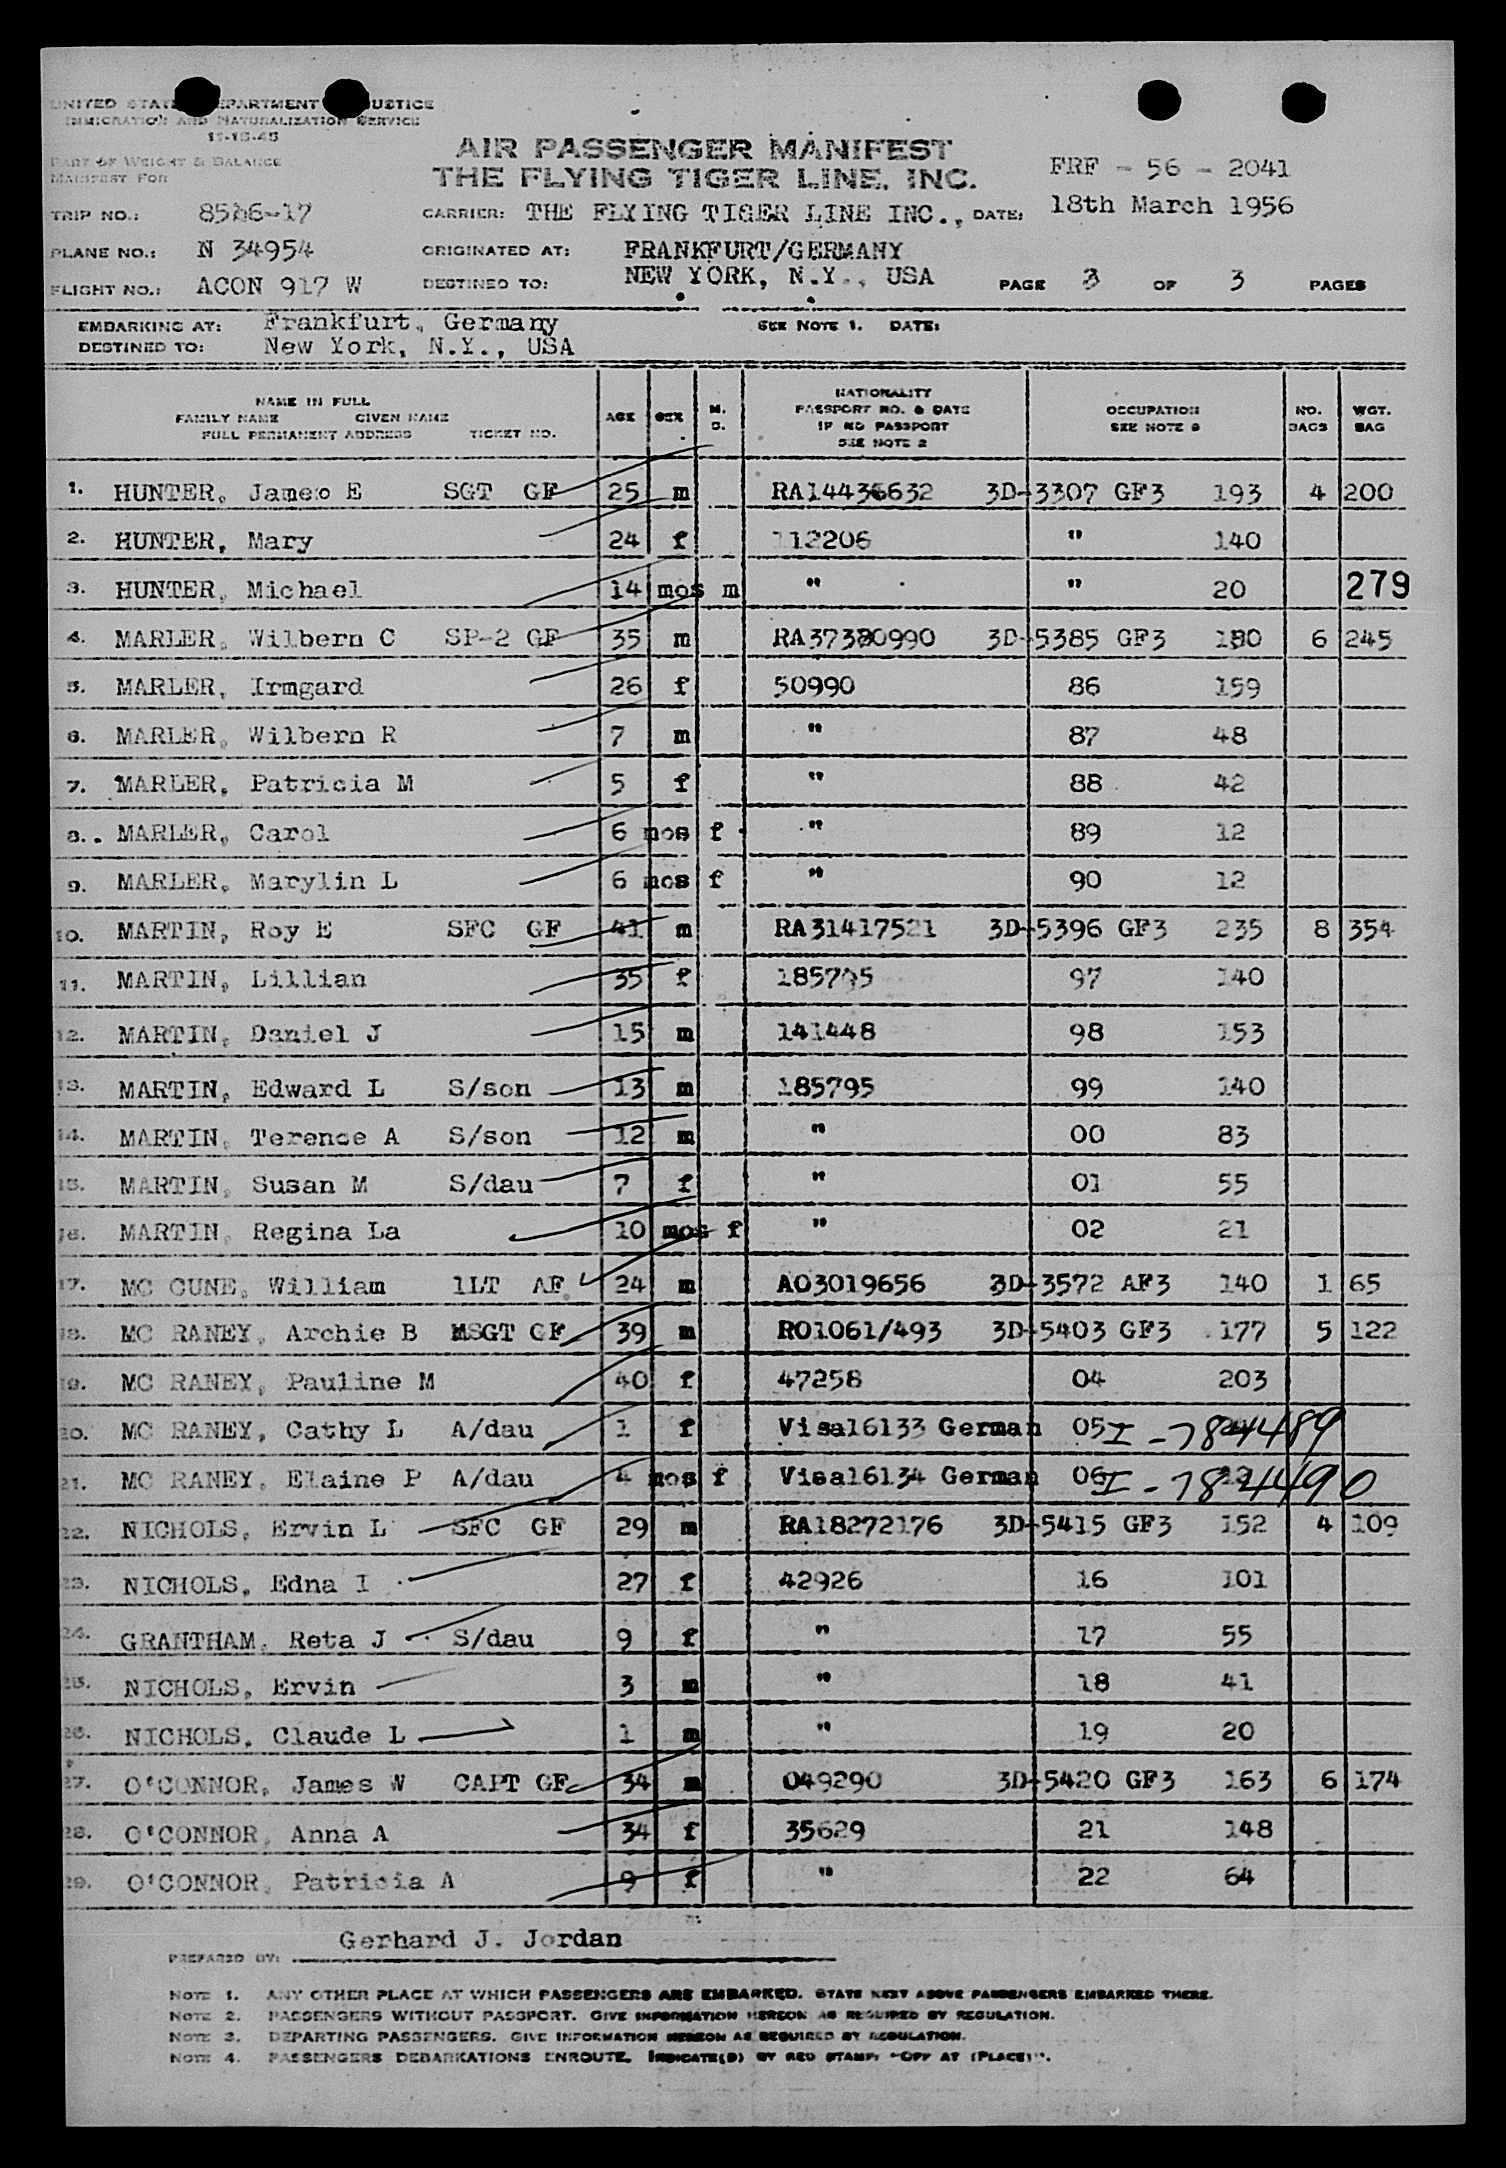 UNITED STATES DEPARTMENT JUSTICE
IMMIGRATION AND NATURALIZATION SERVICE
11-15-45
PART OF WEIGHT & BALANCE
MANIFEST FOR
AIR PASSENGER MANIFEST
THE FLYING TIGER LINE, INC.
FRF - 56 - 2041
TRIP NO.: CARRIER: THE FLYING TIGER LINE INC., DATE: 18th March 1956
PLANE NO.: N 34954 ORIGINATED AT: FRANKFURT/GERMANY
FLIGHT NO.: ACON 917 W DESTINED TO: NEW YORK, N.Y., USA PAGE 3 OF 3 PAGES
EMBARKING AT: Frankfurt, Germany SEE NOTE 1. DATE:
DESTINED TO: New York, N.Y., USA
NAME IN FULL
FAMILY NAME GIVEN NAME
FULL PERMANENT ADDRESS TICKET NO.
AGE SEX M. S.
NATIONALITY
PASSPORT NO. & DATE
IF NO PASSPORT
SEE NOTE 2
OCCUPATION
SEE NOTE 3
NO. BAGS
WGT. BAG
1. HUNTER, James E SGT GF 25 m RA14436632 3D-3307 GF3 193 4 200
2. HUNTER, Mary 24 f 112206 " 140
3. HUNTER, Michael 14 mos m " " 20 279
4. MARLER, Wilbern C SP-2 GF 35 m RA37380990 3D-5385 GF3 180 6 245
5. MARLER, Irmgard 26 f 50990 86 159
6. MARLER, Wilbern R 7 m " 87 48
7. MARLER, Patricia M 5 f " 88 42
8. MARLER, Carol 6 mos f " 89 12
9. MARLER, Marylin L 6 mos f " 90 12
10. MARTIN, Roy E SFC GF 41 m RA31417521 3D-5396 GF3 235 8 354
11. MARTIN, Lillian 35 f 185795 97 140
12. MARTIN, Daniel J 15 m 141448 98 153
13. MARTIN, Edward L S/son 13 m 185795 99 140
14. MARTIN, Terence A S/son 12 m " 00 83
15. MARTIN, Susan M S/dau 7 f " 01 55
16. MARTIN, Regina La 10 mos f " 02 21
17. MC CUNE, William 1LT AF 24 m AO3019656 3D-3572 AF3 140 1 65
18. MC RANEY, Archie B MSGT GF 39 m RO1061/493 3D-5403 GF3 177 5 122
19. MC RANEY, Pauline M 40 f 47258 04 203
20. MC RANEY, Cathy L A/dau 1 f Visa16133 German 05 I-784489
21. MC RANEY, Elaine P A/dau 4 mos f Visa16134 German 06 I-784490
22. NICHOLS, Ervin L SFC GF 29 m RA18272176 3D-5415 GF3 152 4 109
23. NICHOLS, Edna I 27 f 42926 16 101
24. GRANTHAM, Reta J S/dau 9 f " 17 55
25. NICHOLS, Ervin 3 m " 18 41
26. NICHOLS, Claude L 1 m " 19 20
27. O'CONNOR, James W CAPT GF 34 m 049290 3D-5420 GF3 163 6 174
28. O'CONNOR, Anna A 34 f 35629 21 148
29. O'CONNOR, Patricia A 9 f " 22 64
PREPARED BY: Gerhard J. Jordan
NOTE 1. ANY OTHER PLACE AT WHICH PASSENGERS ARE EMBARKED. STATE NEXT ABOVE PASSENGERS EMBARKED THERE.
NOTE 2. PASSENGERS WITHOUT PASSPORT. GIVE INFORMATION HEREON AS REQUIRED BY REGULATION.
NOTE 3. DEPARTING PASSENGERS. GIVE INFORMATION HEREON AS REQUIRED BY REGULATION.
NOTE 4. PASSENGERS DEBARKATIONS ENROUTE. INDICATE(D) BY RED STAMP: "OFF AT (PLACE)".